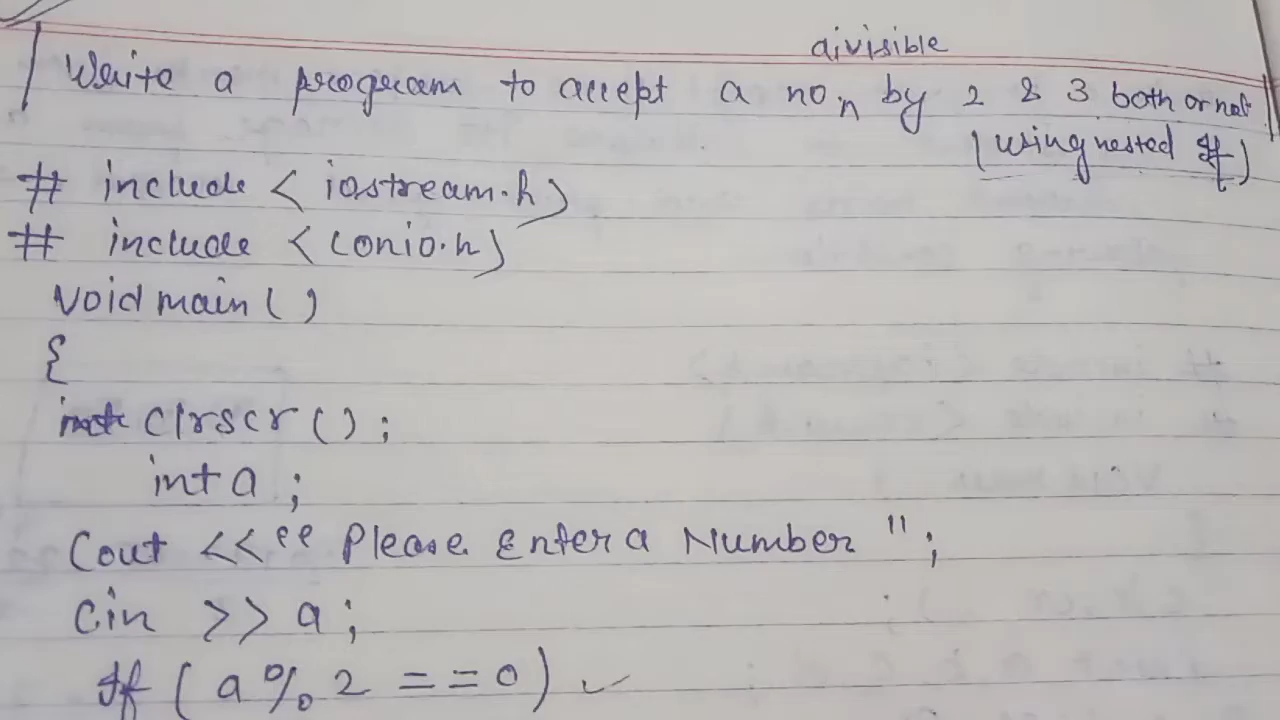 divisible
Write a program to accept a no. by 2 & 3 both or not
(using nested If)
# include < iostream.h>
# include < conio.h>
void main ( )
{
clrscr ( ) ;
int a ;
Cout << " Please Enter a Number " ;
Cin >> a ;
If ( a % 2 = = 0 )